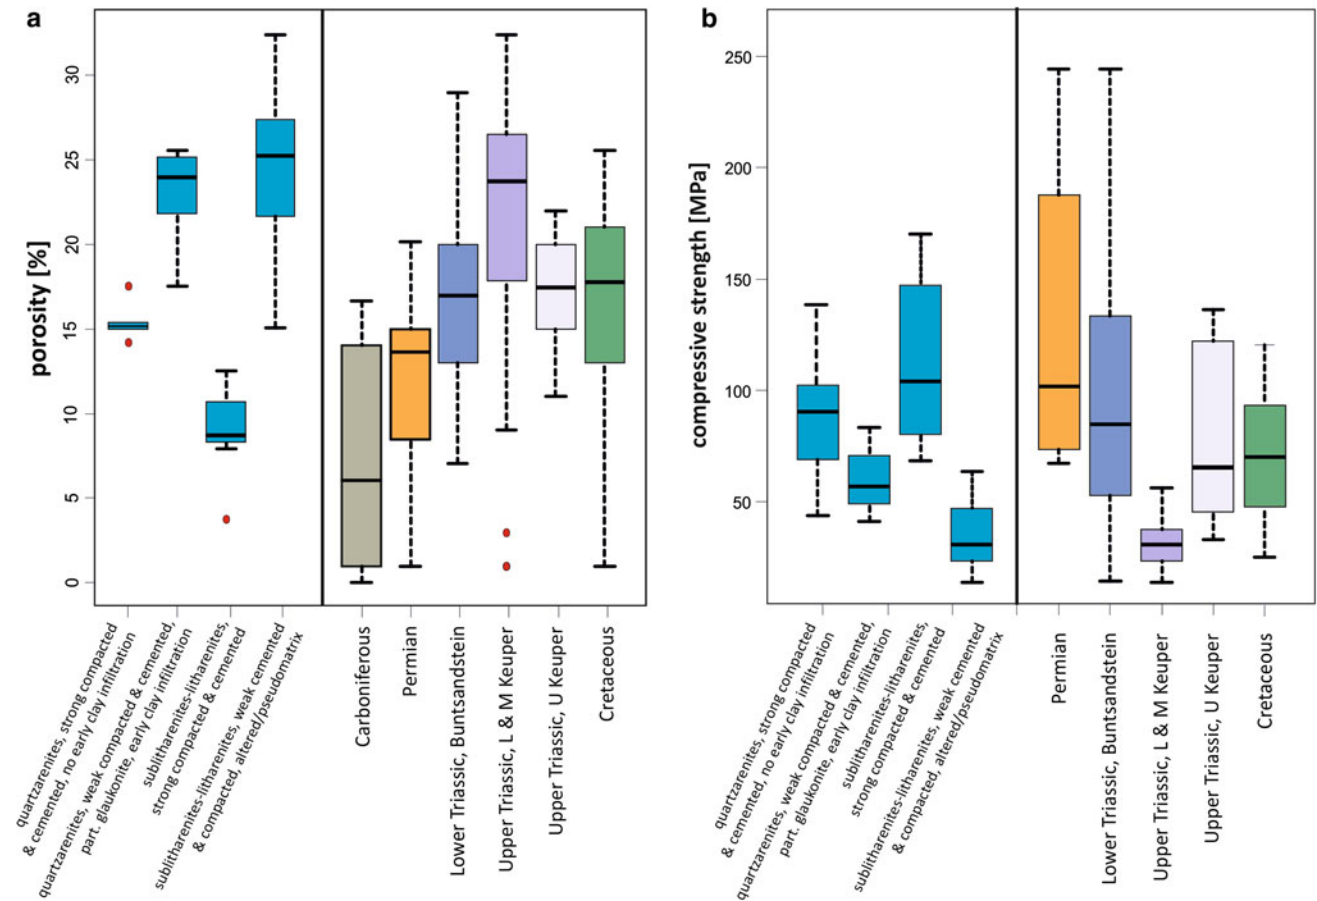 a
porosity [%]
30
25
20
15
10
5
0
quartzarenites, strong compacted
& cemented, no early clay infiltration
quartzarenites, weak compacted & cemented,
part. glaukonite, early clay infiltration
sublitharenites-litharenites,
strong compacted & cemented
sublitharenites-litharenites, weak cemented
& compacted, altered/pseudomatrix
Carboniferous
Permian
Lower Triassic, Buntsandstein
Upper Triassic, L & M Keuper
Upper Triassic, U Keuper
Cretaceous
b
compressive strength [MPa]
250
200
150
100
50
quartzarenites, strong compacted
& cemented, no early clay infiltration
quartzarenites, weak compacted & cemented,
part. glaukonite, early clay infiltration
sublitharenites-litharenites,
strong compacted & cemented
sublitharenites-litharenites, weak cemented
& compacted, altered/pseudomatrix
Permian
Lower Triassic, Buntsandstein
Upper Triassic, L & M Keuper
Upper Triassic, U Keuper
Cretaceous